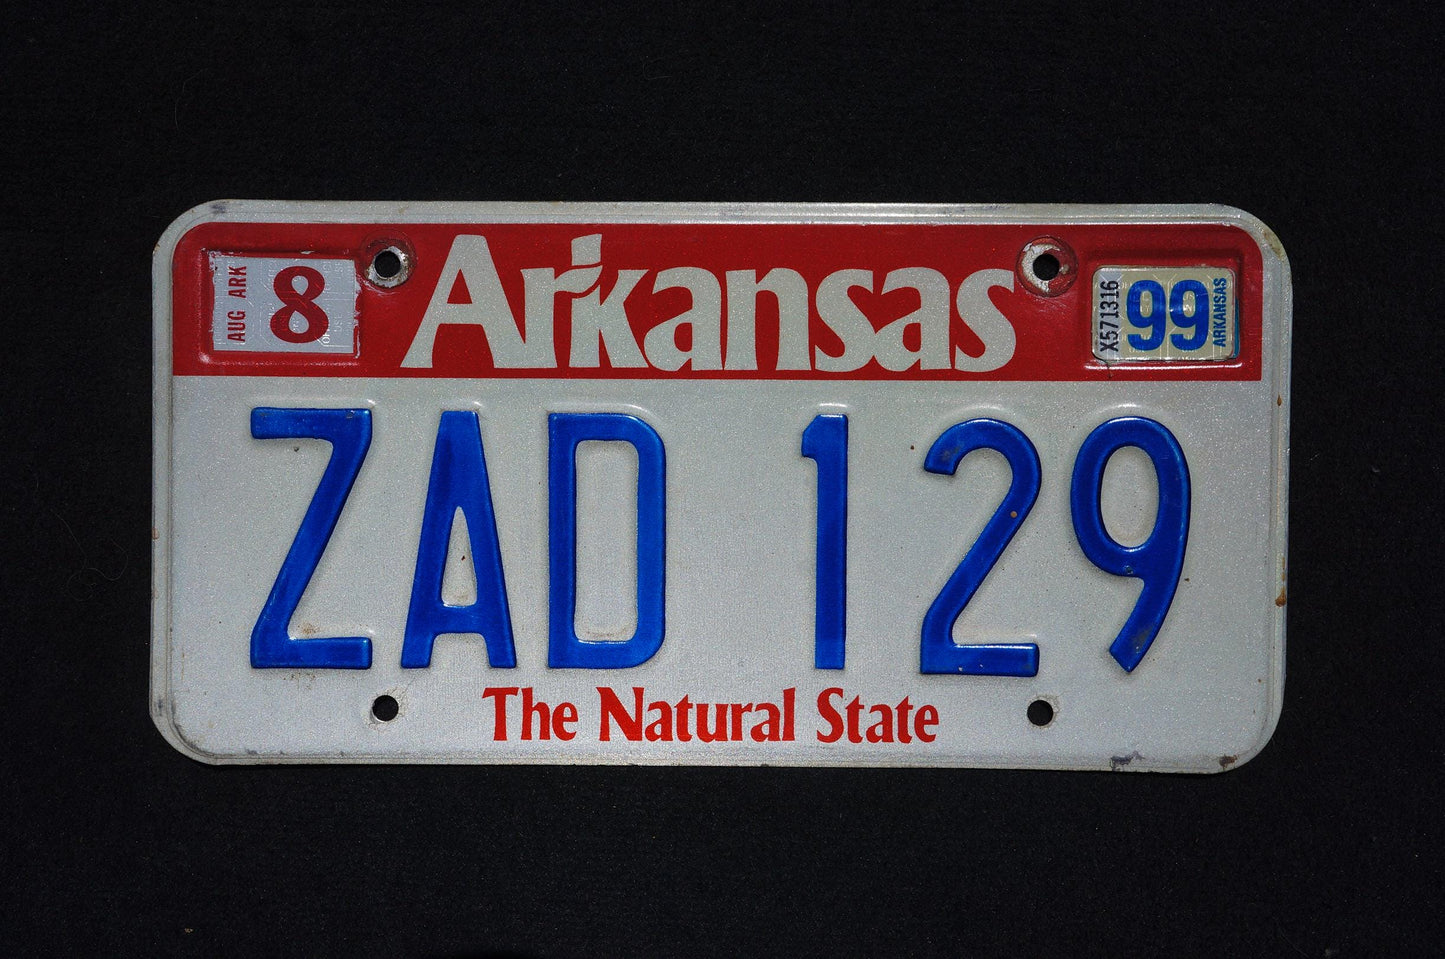 AUG ARK
8
Arkansas
X571316
99
ARKANSAS
ZAD 129
The Natural State